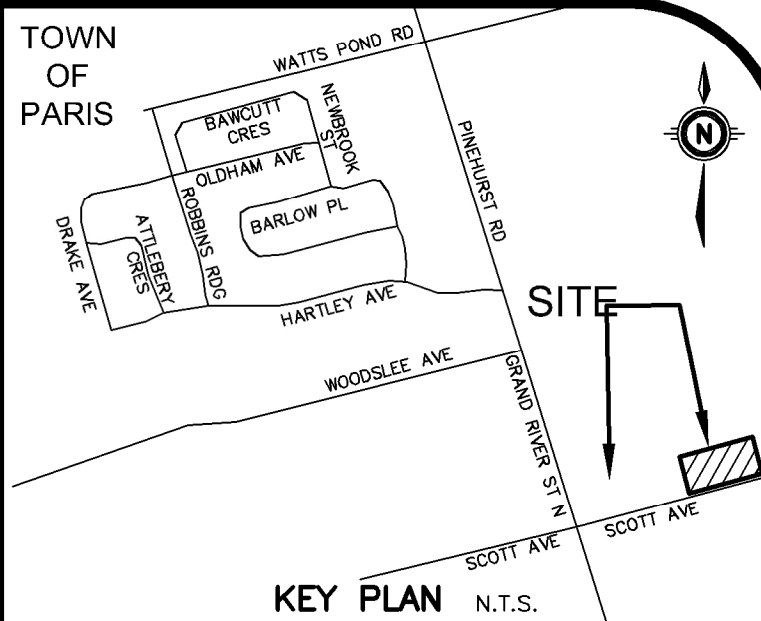 TOWN
OF
PARIS
WATTS POND RD
BAWCUTT
CRES
NEWBROOK
ST
OLDHAM AVE
PINEHURST RD
N
BARLOW PL
ROBBINS RDG
ATTLEBERY
CRES
DRAKE AVE
HARTLEY AVE
SITE
WOODSLEE AVE
GRAND RIVER ST N
SCOTT AVE
SCOTT AVE
KEY PLAN N.T.S.